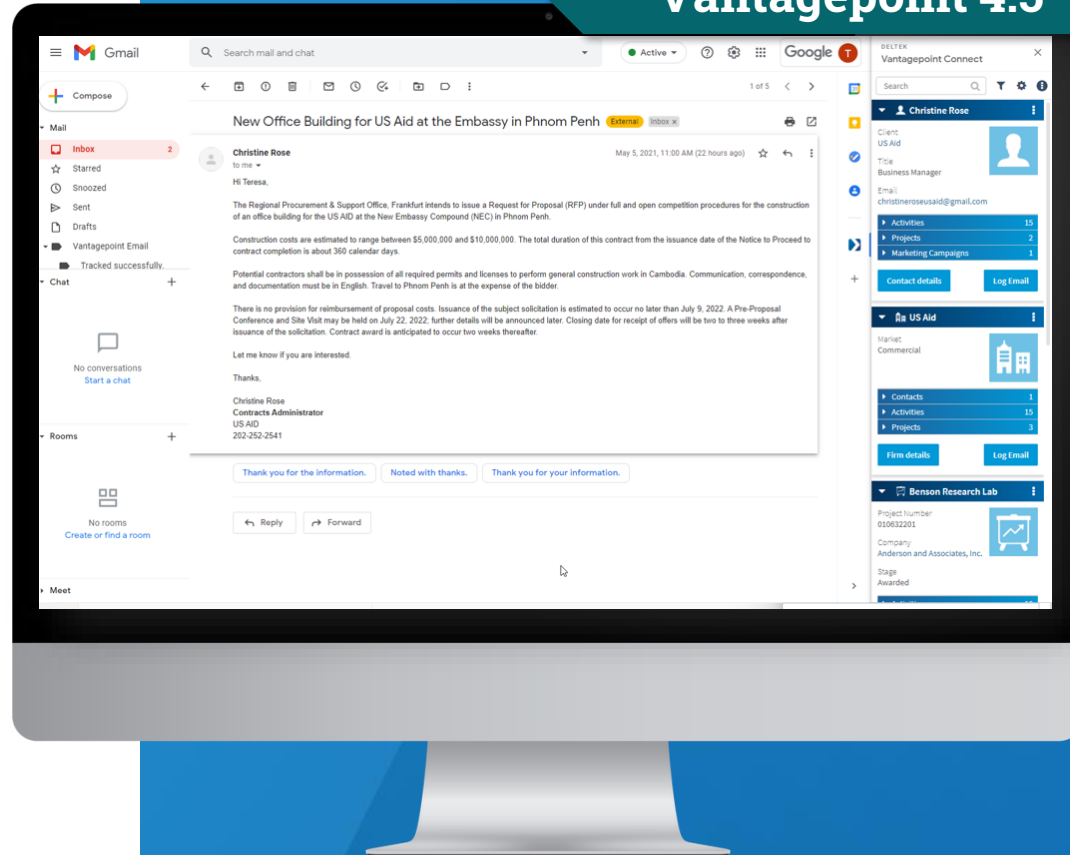 Vantagepoint 4.5
Gmail
Search mail and chat
Active
Google
T
DELTEK
Vantagepoint Connect
Compose
1 of 5
Search
Mail
Inbox 2
Starred
Snoozed
Sent
Drafts
Vantagepoint Email
Tracked successfully.
Chat
No conversations
Start a chat
Rooms
No rooms
Create or find a room
Meet
New Office Building for US Aid at the Embassy in Phnom Penh External Inbox x
Christine Rose May 5, 2021, 11:00 AM (22 hours ago)
to me
Hi Teresa,
The Regional Procurement & Support Office, Frankfurt intends to issue a Request for Proposal (RFP) under full and open competition procedures for the construction
of an office building for the US AID at the New Embassy Compound (NEC) in Phnom Penh.
Construction costs are estimated to range between $5,000,000 and $10,000,000. The total duration of this contract from the issuance date of the Notice to Proceed to
contract completion is about 360 calendar days.
Potential contractors shall be in possession of all required permits and licenses to perform general construction work in Cambodia. Communication, correspondence,
and documentation must be in English. Travel to Phnom Penh is at the expense of the bidder.
There is no provision for reimbursement of proposal costs. Issuance of the subject solicitation is estimated to occur no later than July 9, 2022. A Pre-Proposal
Conference and Site Visit may be held on July 22, 2022; further details will be announced later. Closing date for receipt of offers will be two to three weeks after
issuance of the solicitation. Contract award is anticipated to occur two weeks thereafter.
Let me know if you are interested.
Thanks,
Christine Rose
Contracts Administrator
US AID
202-252-2541
Thank you for the information.
Noted with thanks.
Thank you for your information.
Reply
Forward
Christine Rose
Client
US Aid
Title
Business Manager
Email
christineroseusaid@gmail.com
Activities 15
Projects 2
Marketing Campaigns 1
Contact details
Log Email
US Aid
Market
Commercial
Contacts 1
Activities 15
Projects 3
Firm details
Log Email
Benson Research Lab
Project Number
010632201
Company
Anderson and Associates, Inc.
Stage
Awarded